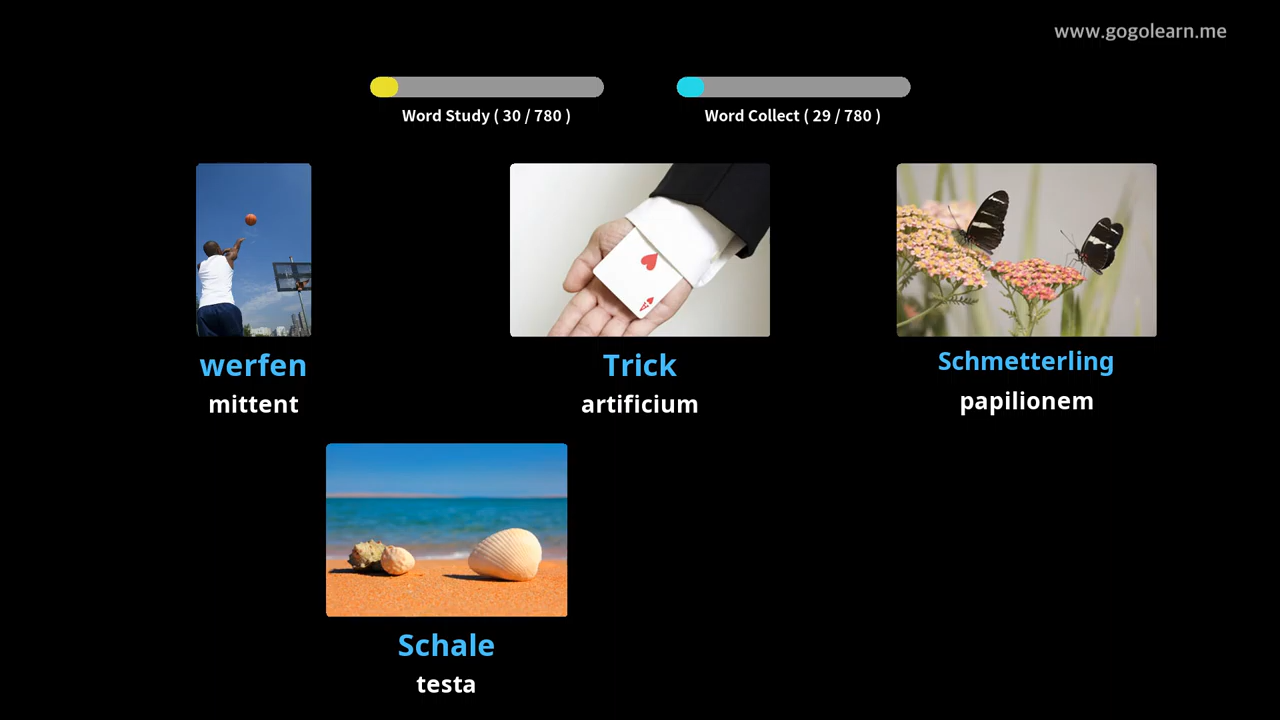 www.gogolearn.me
Word Study ( 30 / 780 )
Word Collect ( 29 / 780 )
werfen
mittent
Trick
artificium
Schmetterling
papilionem
Schale
testa